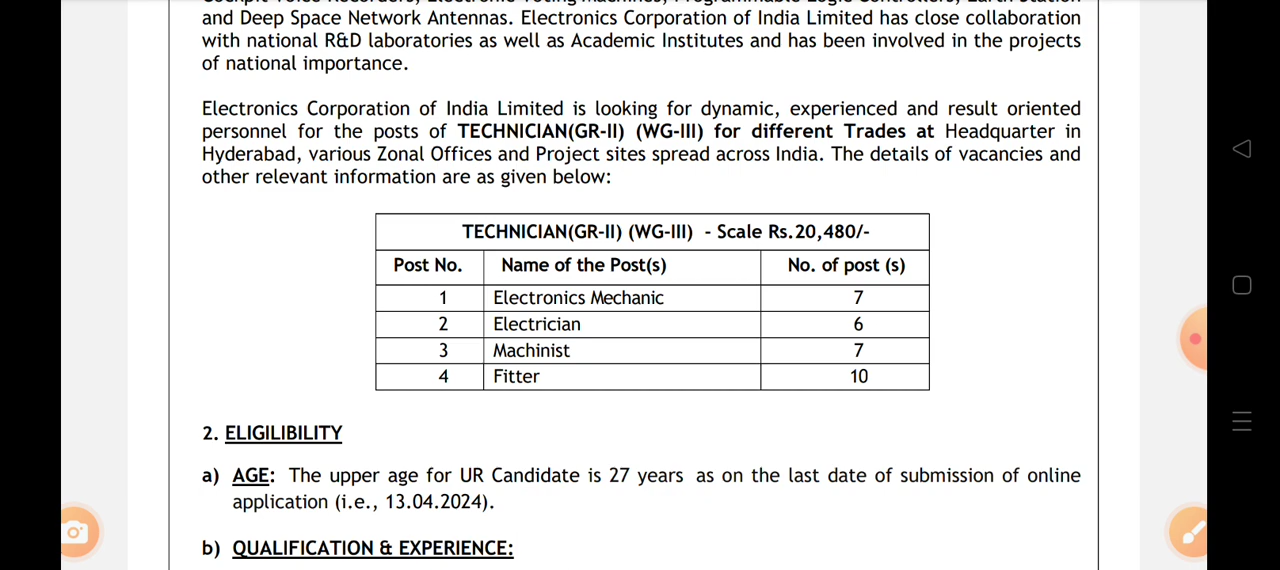 and Deep Space Network Antennas. Electronics Corporation of India Limited has close collaboration
with national R&D laboratories as well as Academic Institutes and has been involved in the projects
of national importance.
Electronics Corporation of India Limited is looking for dynamic, experienced and result oriented
personnel for the posts of TECHNICIAN(GR-II) (WG-III) for different Trades at Headquarter in
Hyderabad, various Zonal Offices and Project sites spread across India. The details of vacancies and
other relevant information are as given below:
TECHNICIAN(GR-II) (WG-III) - Scale Rs.20,480/-
Post No. Name of the Post(s) No. of post (s)
1 Electronics Mechanic 7
2 Electrician 6
3 Machinist 7
4 Fitter 10
2. ELIGILIBILITY
a) AGE: The upper age for UR Candidate is 27 years as on the last date of submission of online
application (i.e., 13.04.2024).
b) QUALIFICATION & EXPERIENCE: